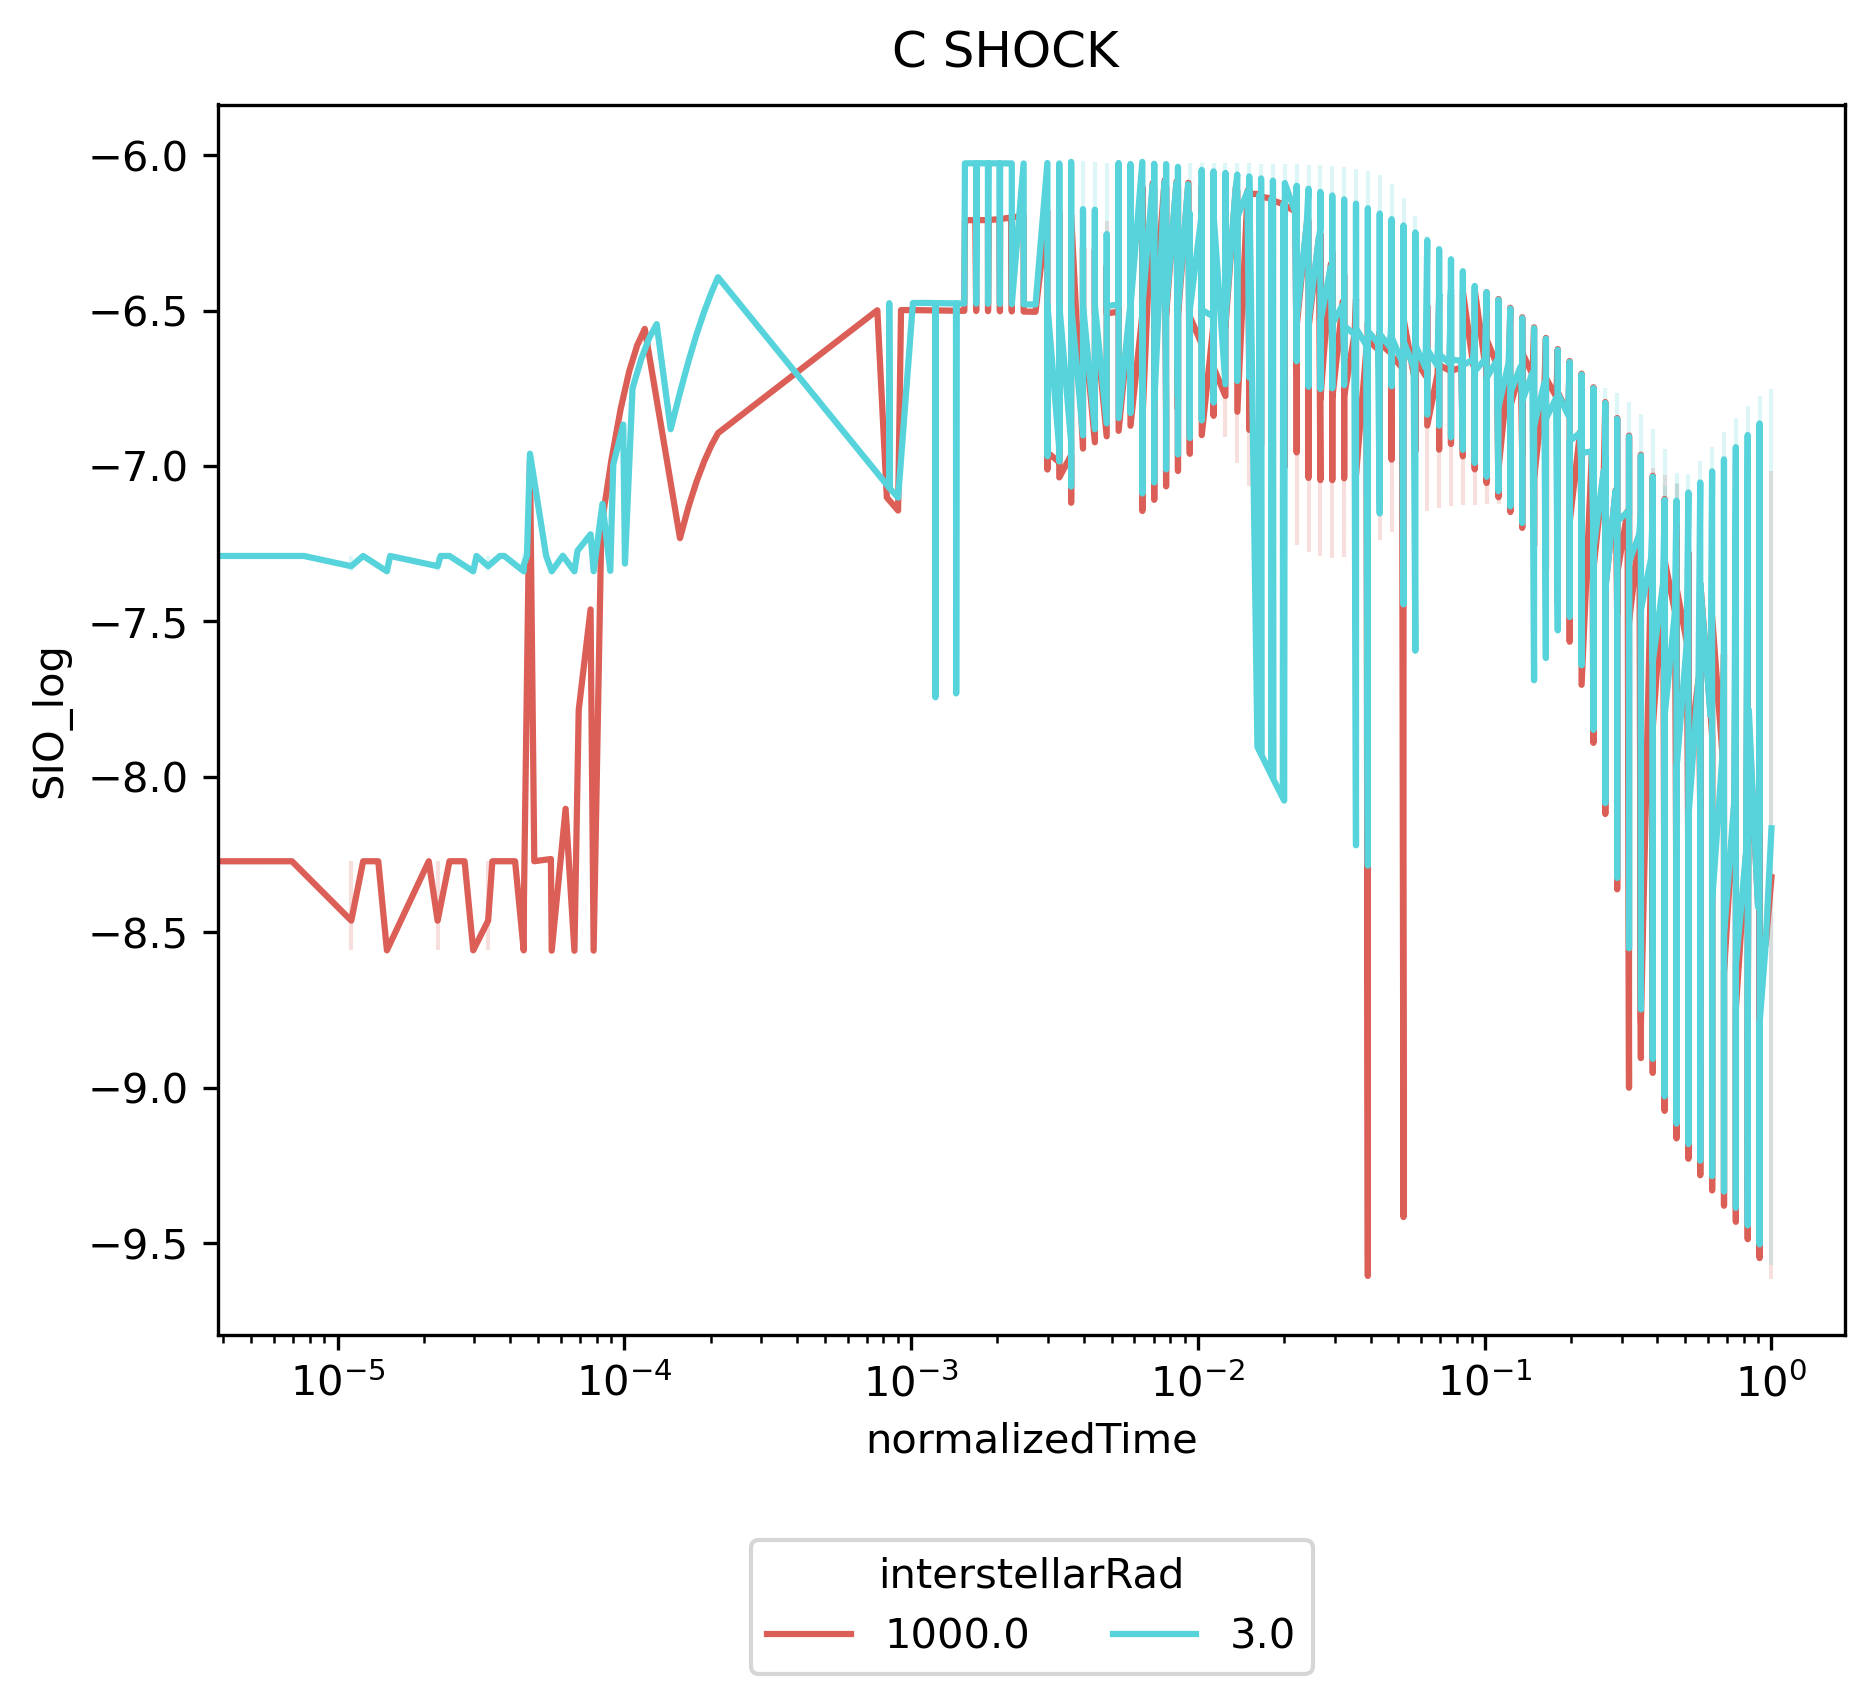 C SHOCK
−6.0
−6.5
−7.0
−7.5
−8.0
−8.5
−9.0
−9.5
SIO_log
10⁻⁵ 10⁻⁴ 10⁻³ 10⁻² 10⁻¹ 10⁰
normalizedTime
interstellarRad
1000.0 3.0